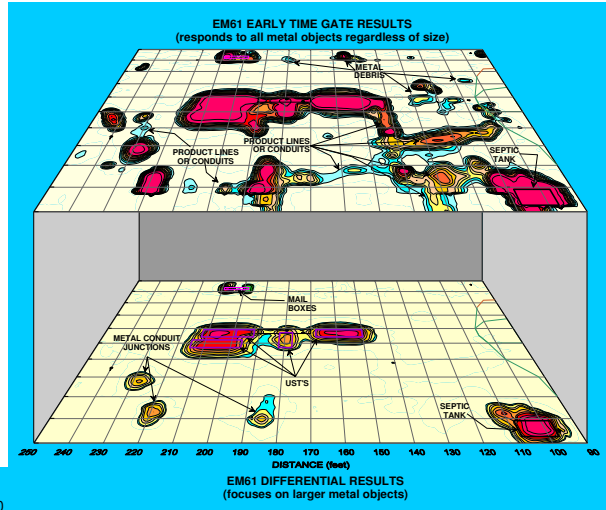 EM61 EARLY TIME GATE RESULTS
(responds to all metal objects regardless of size)
METAL
DEBRIS
PRODUCT LINES
OR CONDUITS
PRODUCT LINES
OR CONDUITS
SEPTIC
TANK
MAIL
BOXES
METAL CONDUIT
JUNCTIONS
UST'S
SEPTIC
TANK
260 250 240 230 220 210 200 190 180 170 160 150 140 130 120 110 100 90
DISTANCE (feet)
EM61 DIFFERENTIAL RESULTS
(focuses on larger metal objects)